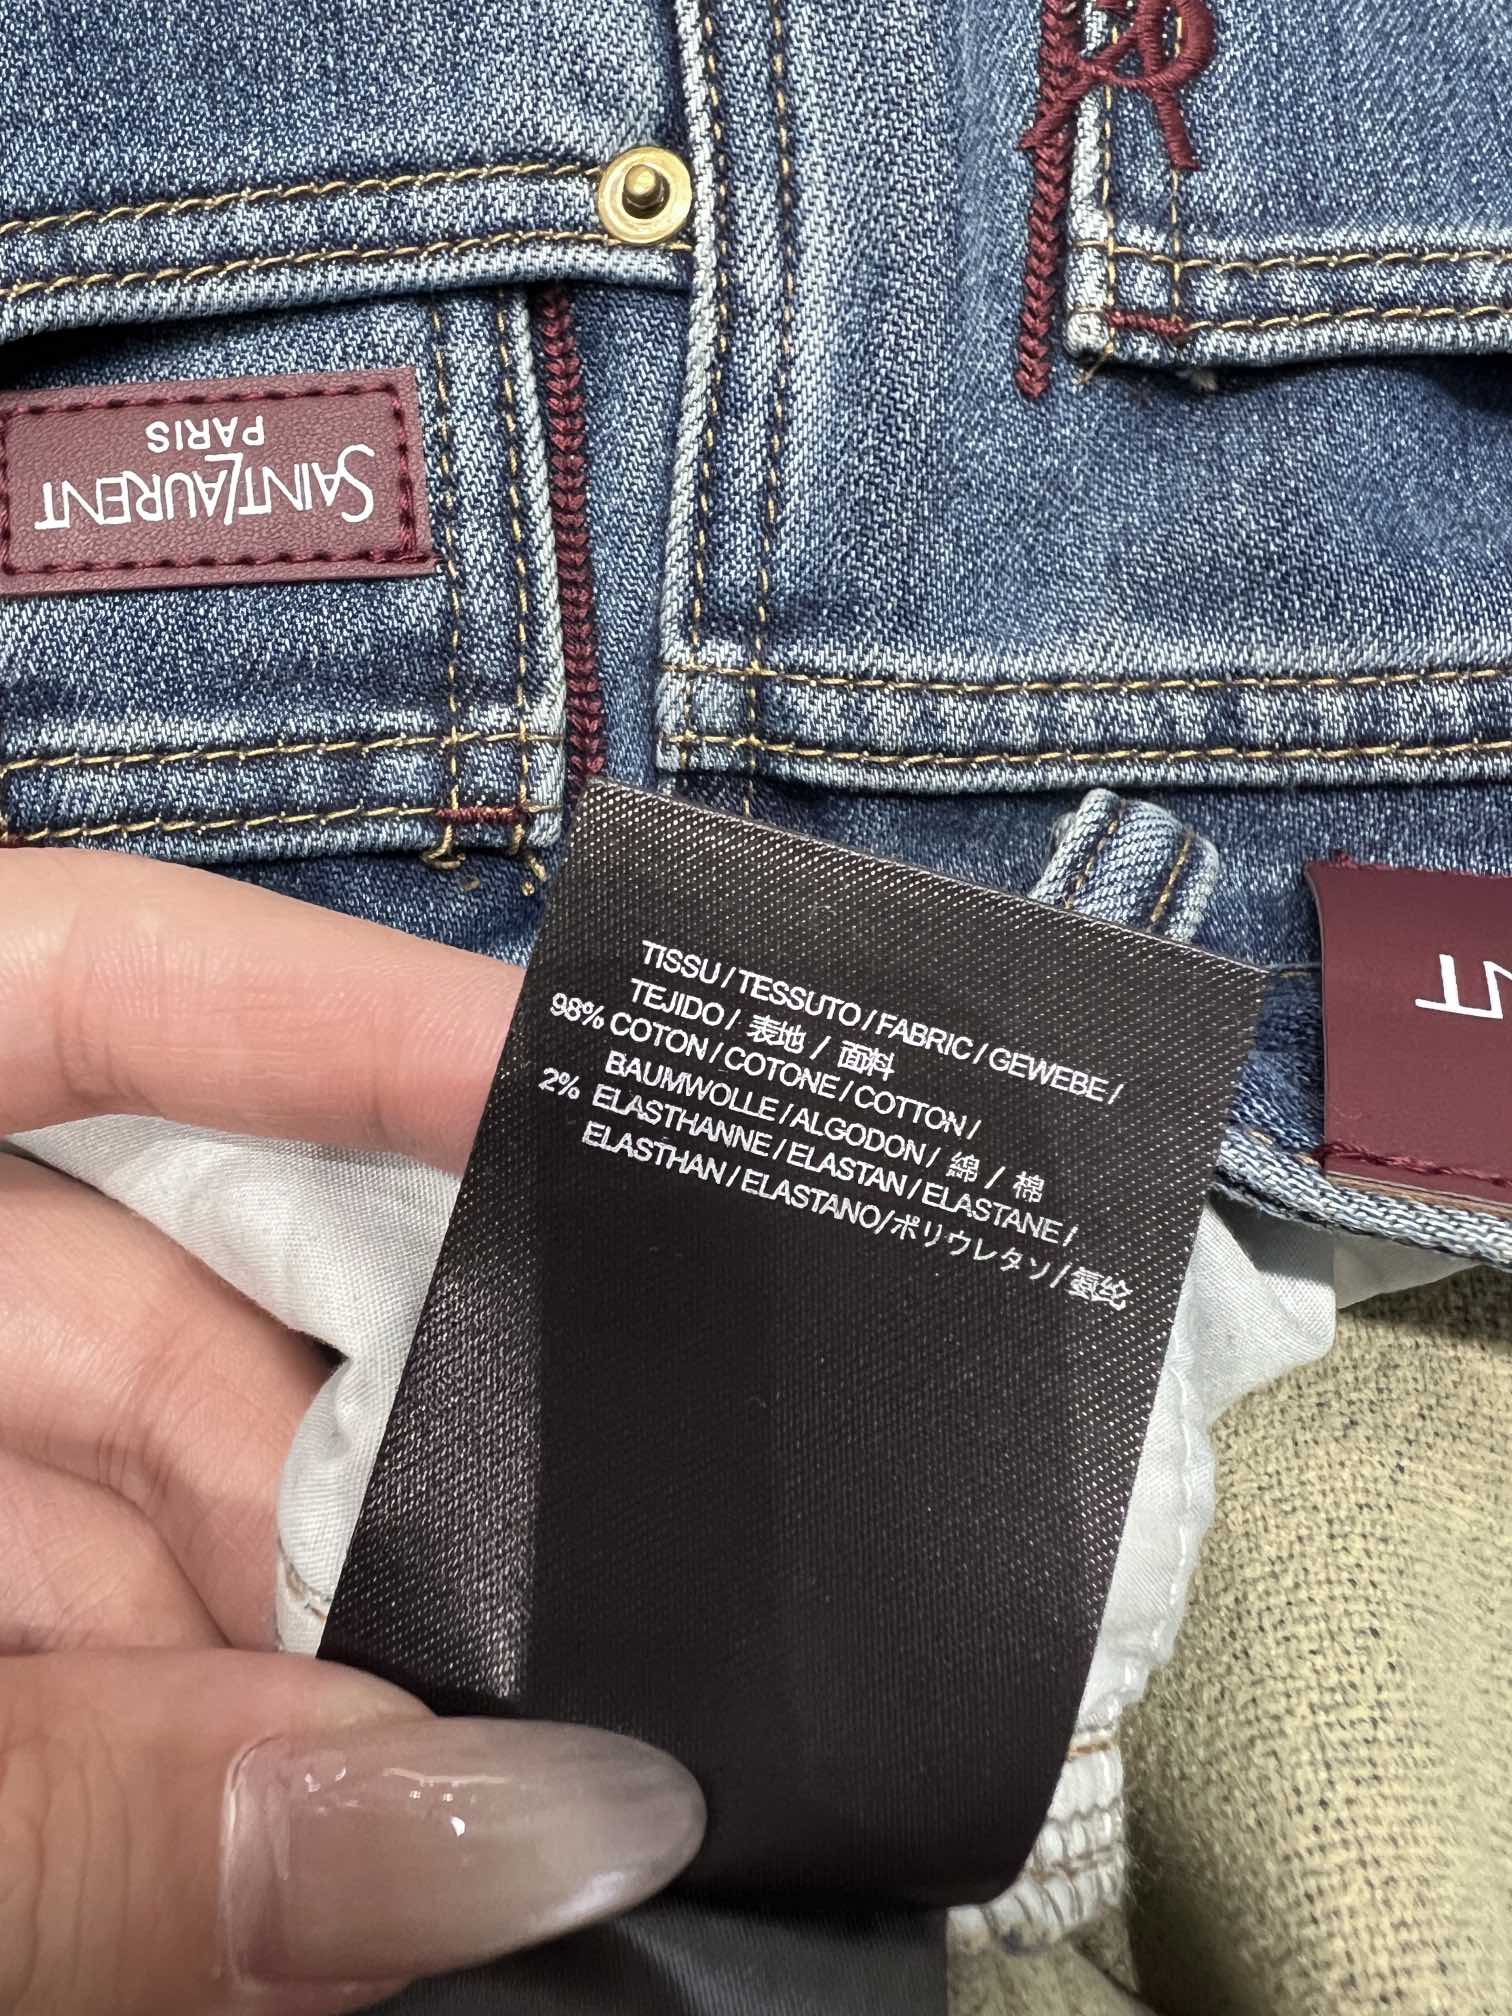 SAINT LAURENT
PARIS
NT
TISSU / TESSUTO / FABRIC / GEWEBE /
TEJIDO / 表地 / 面料
98% COTON / COTONE / COTTON /
BAUMWOLLE / ALGODON / 綿 / 棉
2% ELASTHANNE / ELASTAN / ELASTANE /
ELASTHAN / ELASTANO/ポリウレタン / 氨纶